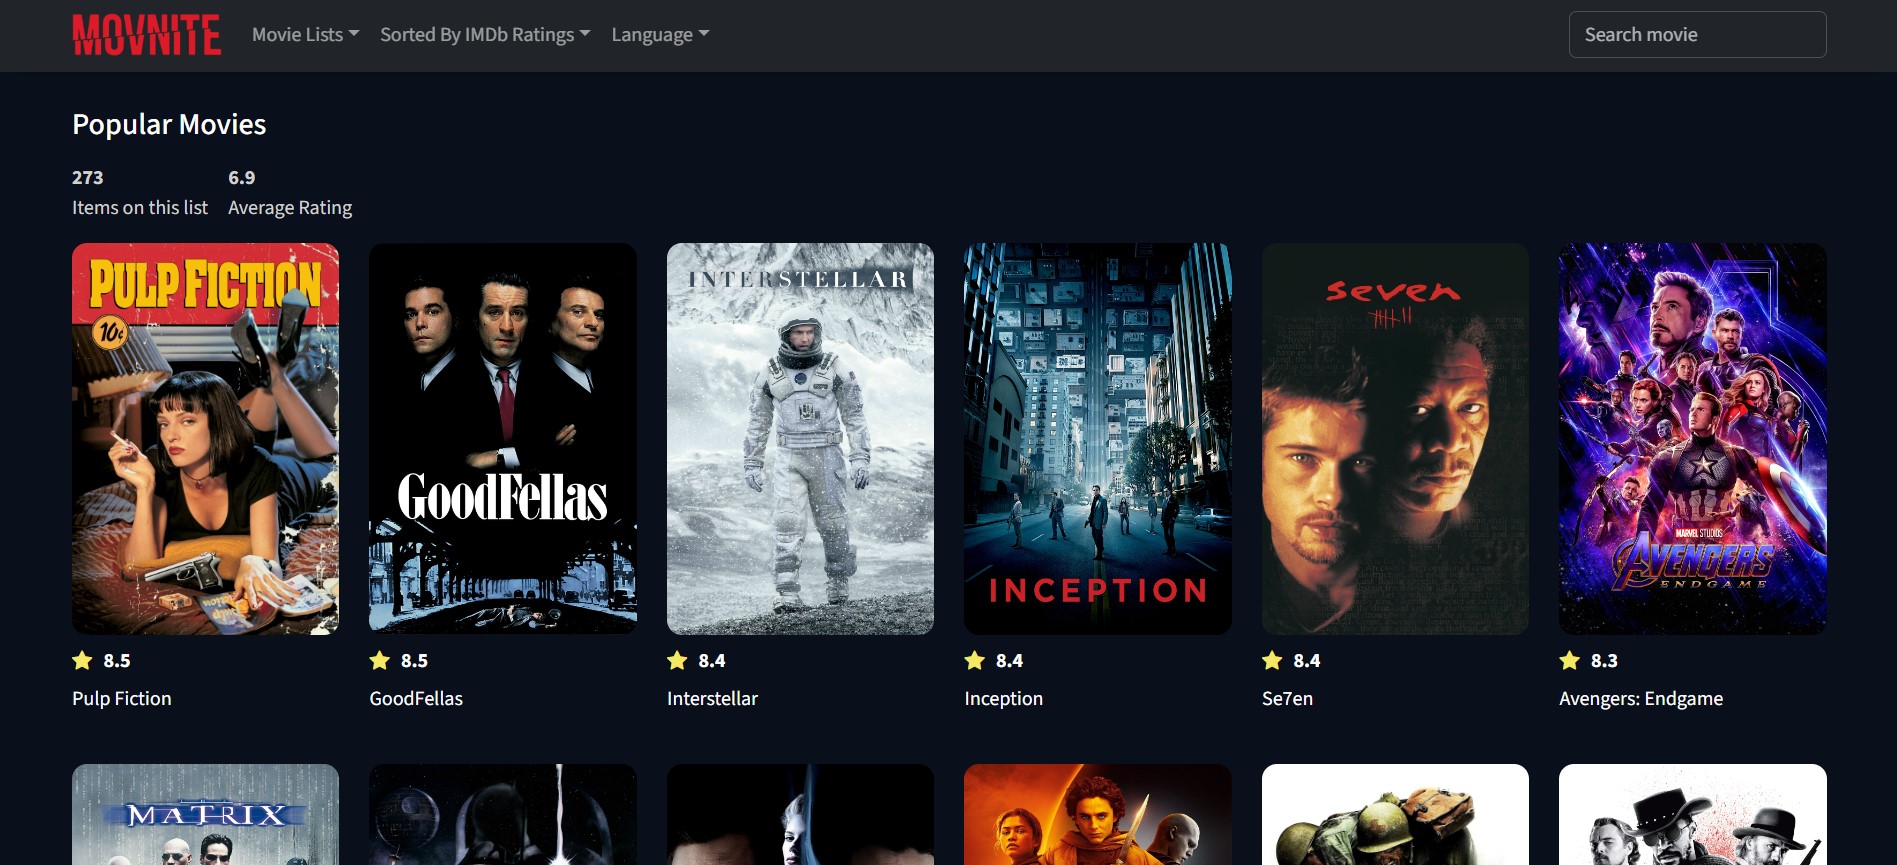 MOVNITE
Movie Lists
Sorted By IMDb Ratings
Language
Search movie
Popular Movies
273
6.9
Items on this list
Average Rating
PULP FICTION
10¢
GoodFellas
INTERSTELLAR
INCEPTION
seven
MARVEL STUDIOS
AVENGERS
ENDGAME
8.5
8.5
8.4
8.4
8.4
8.3
Pulp Fiction
GoodFellas
Interstellar
Inception
Se7en
Avengers: Endgame
MATRIX